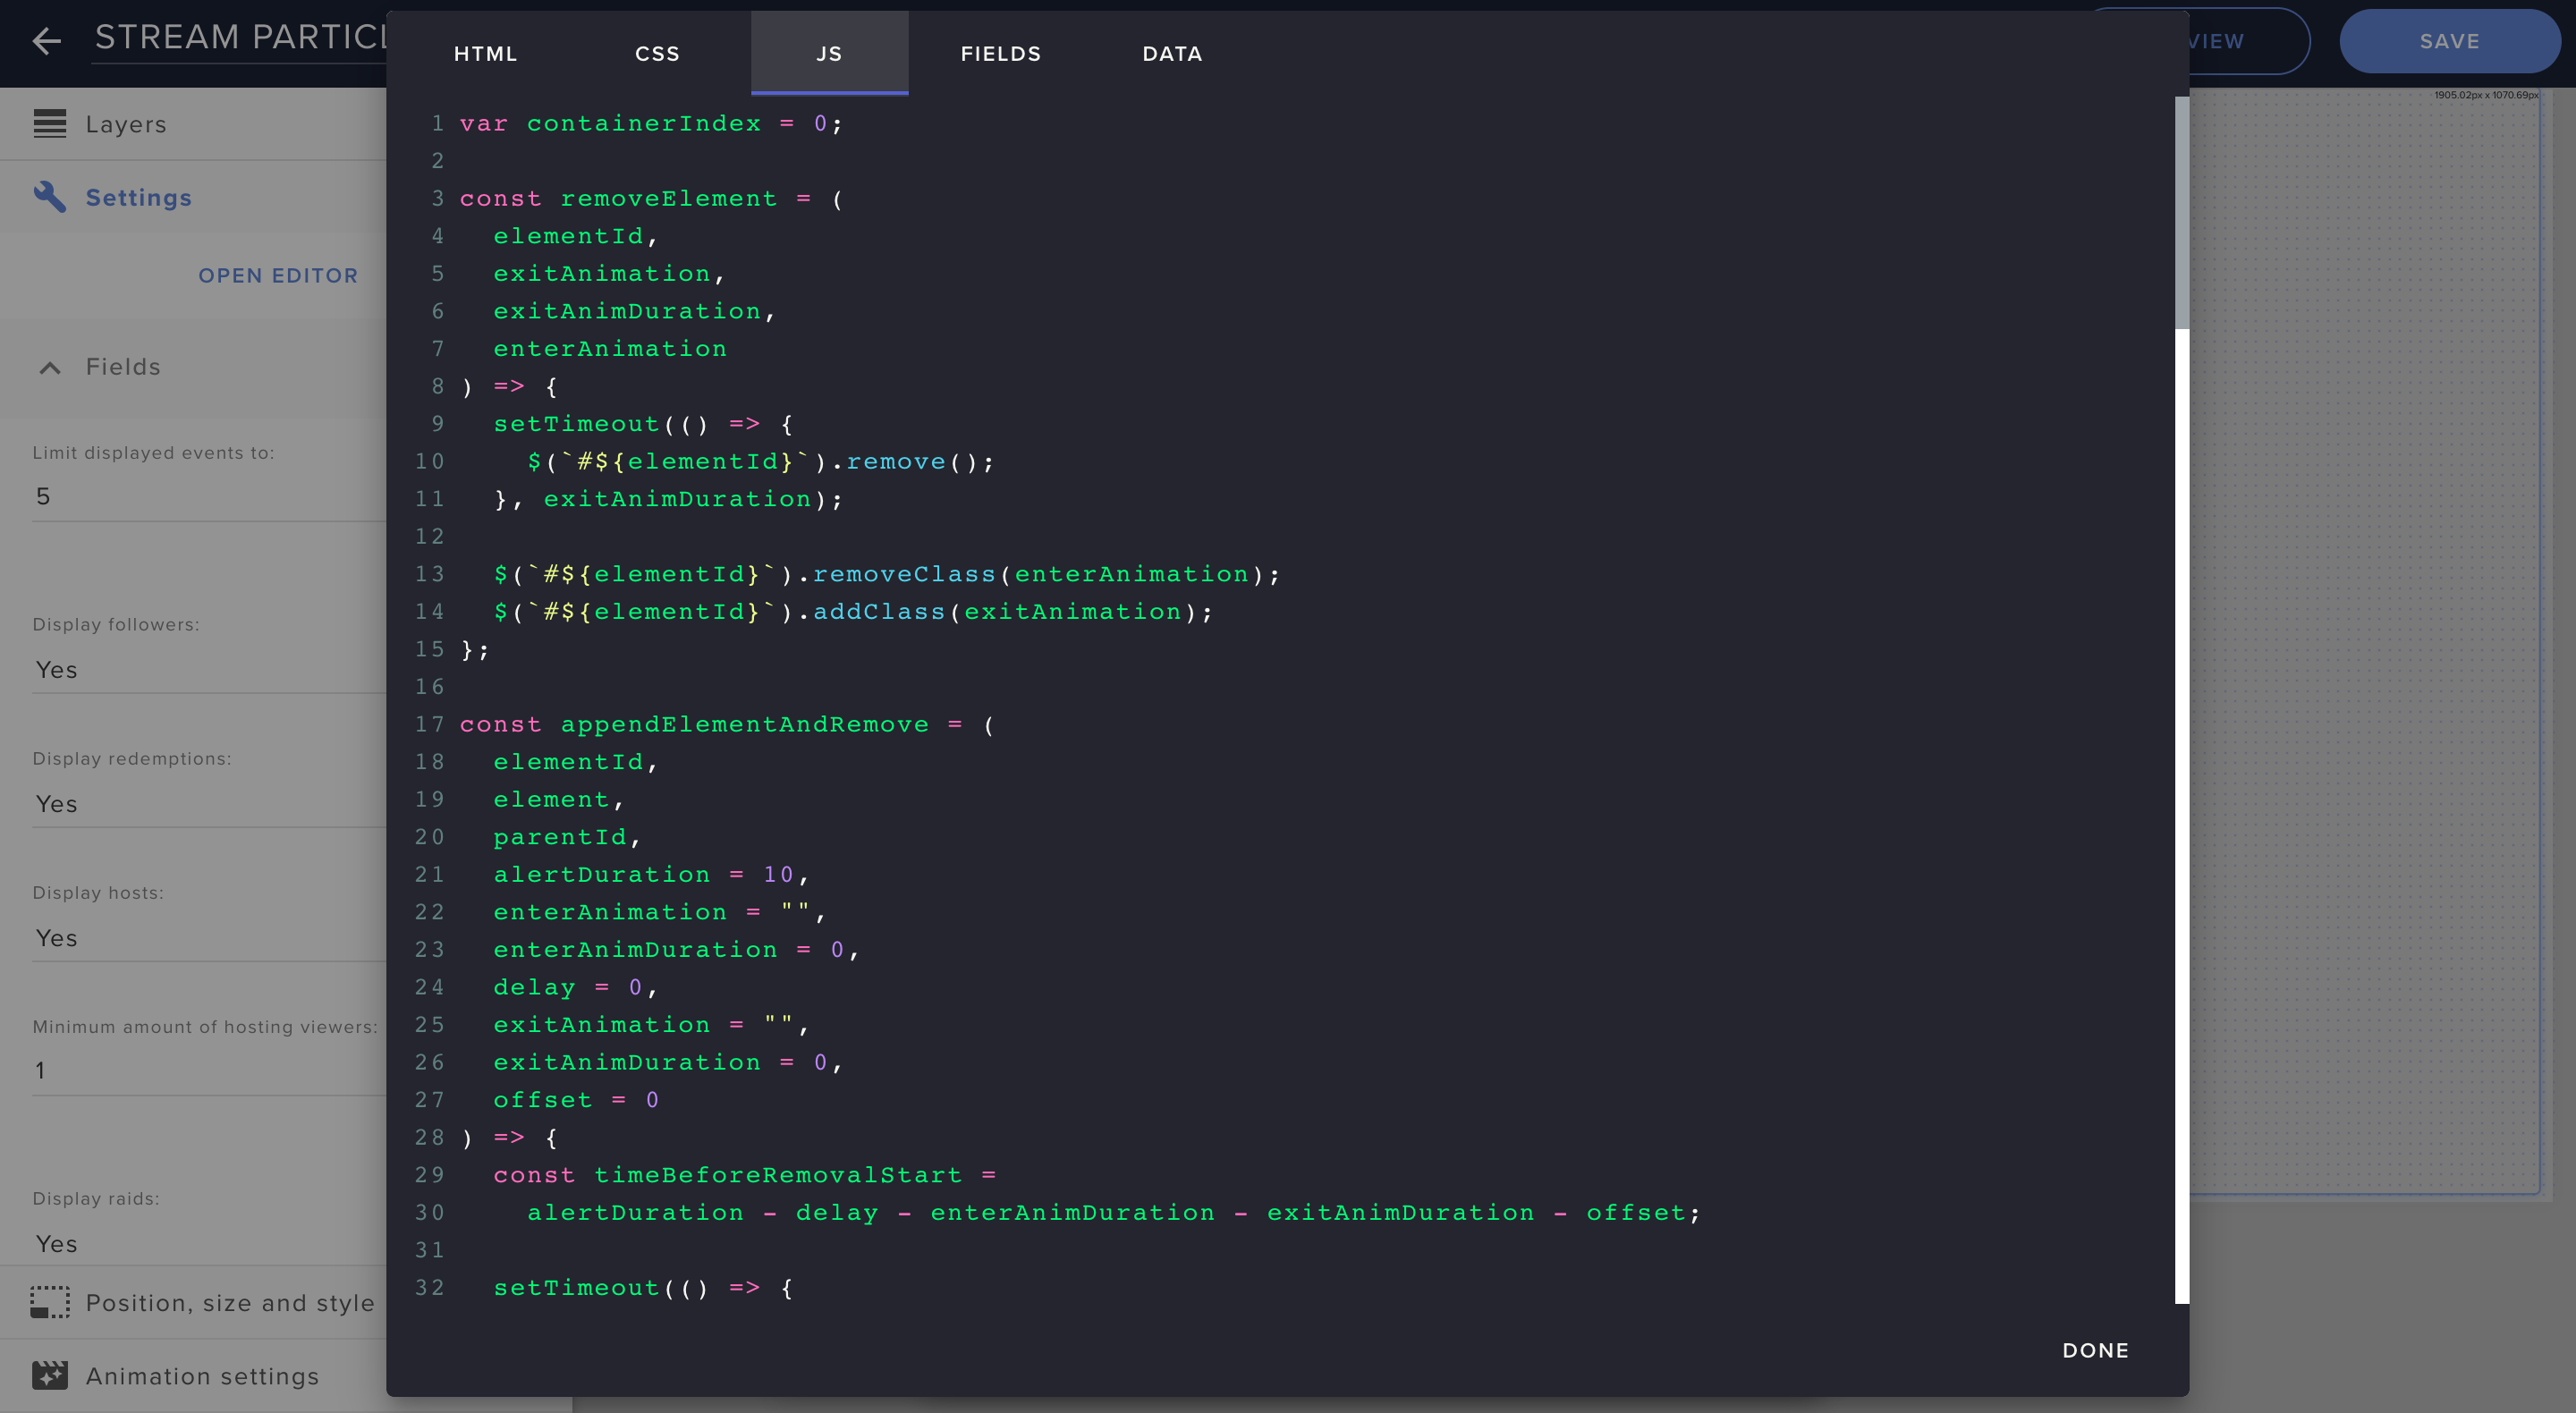 STREAM PARTICL
HTML
CSS
JS
FIELDS
DATA
VIEW
SAVE
1905.02px x 1070.69px
Layers
Settings
OPEN EDITOR
Fields
Limit displayed events to:
5
Display followers:
Yes
Display redemptions:
Yes
Display hosts:
Yes
Minimum amount of hosting viewers:
1
Display raids:
Yes
Position, size and style
Animation settings
1 var containerIndex = 0;
2
3 const removeElement = (
4   elementId,
5   exitAnimation,
6   exitAnimDuration,
7   enterAnimation
8 ) => {
9   setTimeout(() => {
10     $(`#${elementId}`).remove();
11   }, exitAnimDuration);
12
13   $(`#${elementId}`).removeClass(enterAnimation);
14   $(`#${elementId}`).addClass(exitAnimation);
15 };
16
17 const appendElementAndRemove = (
18   elementId,
19   element,
20   parentId,
21   alertDuration = 10,
22   enterAnimation = "",
23   enterAnimDuration = 0,
24   delay = 0,
25   exitAnimation = "",
26   exitAnimDuration = 0,
27   offset = 0
28 ) => {
29   const timeBeforeRemovalStart =
30     alertDuration - delay - enterAnimDuration - exitAnimDuration - offset;
31
32   setTimeout(() => {
DONE